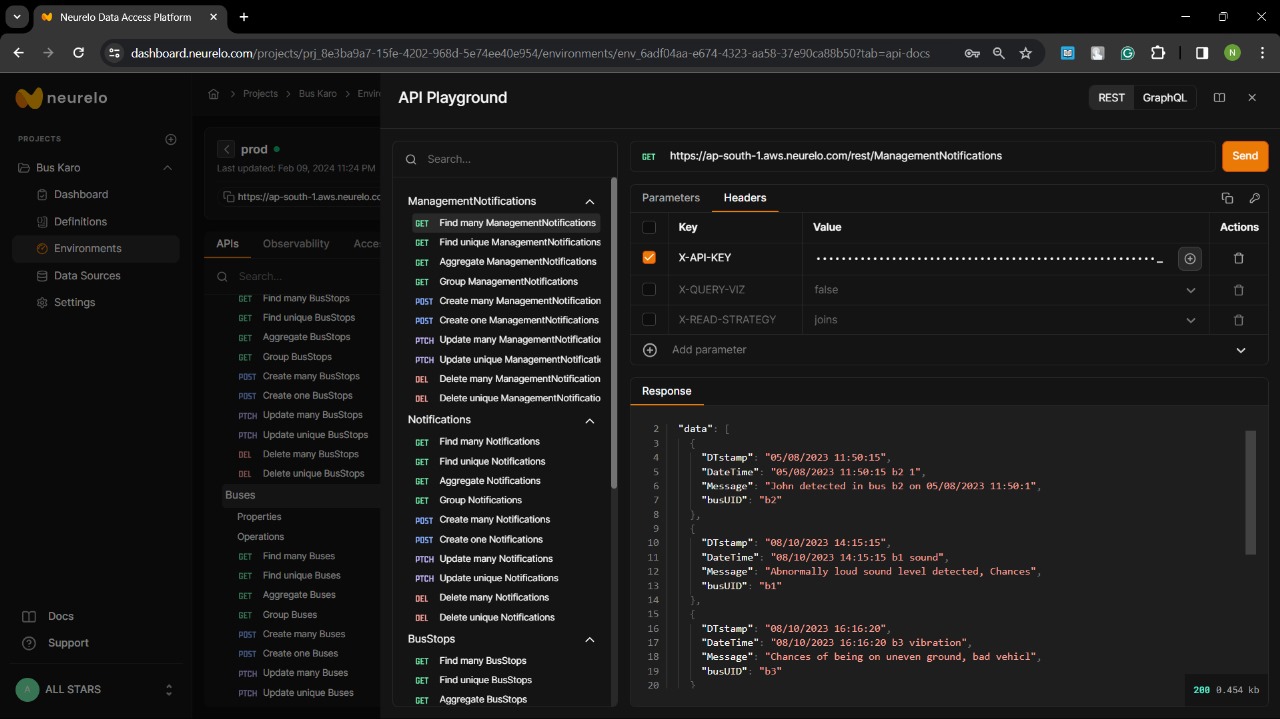 Neurelo Data Access Platform
dashboard.neurelo.com/projects/prj_8e3ba9a7-15fe-4202-968d-5e74ee40e954/environments/env_6adf04aa-e674-4323-aa58-37e90ca88b50?tab=api-docs
N
neurelo
PROJECTS
Bus Karo
Dashboard
Definitions
Environments
Data Sources
Settings
Docs
Support
A
ALL STARS
Projects
Bus Karo
Enviro
prod
Last updated: Feb 09, 2024 11:24 PM
https://ap-south-1.aws.neurelo.co
APIs
Observability
Acce
Search...
GET Find many BusStops
GET Find unique BusStops
GET Aggregate BusStops
GET Group BusStops
POST Create many BusStops
POST Create one BusStops
PTCH Update many BusStops
PTCH Update unique BusStops
DEL Delete many BusStops
DEL Delete unique BusStops
Buses
Properties
Operations
GET Find many Buses
GET Find unique Buses
GET Aggregate Buses
GET Group Buses
POST Create many Buses
POST Create one Buses
PTCH Update many Buses
PTCH Update unique Buses
API Playground
REST
GraphQL
Search...
ManagementNotifications
GET Find many ManagementNotifications
GET Find unique ManagementNotifications
GET Aggregate ManagementNotifications
GET Group ManagementNotifications
POST Create many ManagementNotification
POST Create one ManagementNotifications
PTCH Update many ManagementNotification
PTCH Update unique ManagementNotificati
DEL Delete many ManagementNotification
DEL Delete unique ManagementNotificatio
Notifications
GET Find many Notifications
GET Find unique Notifications
GET Aggregate Notifications
GET Group Notifications
POST Create many Notifications
POST Create one Notifications
PTCH Update many Notifications
PTCH Update unique Notifications
DEL Delete many Notifications
DEL Delete unique Notifications
BusStops
GET Find many BusStops
GET Find unique BusStops
GET Aggregate BusStops
GET https://ap-south-1.aws.neurelo.com/rest/ManagementNotifications
Send
Parameters
Headers
Key Value Actions
X-API-KEY
X-QUERY-VIZ false
X-READ-STRATEGY joins
Add parameter
Response
2 "data": [
3 {
4 "DTstamp": "05/08/2023 11:50:15",
5 "DateTime": "05/08/2023 11:50:15 b2 1",
6 "Message": "John detected in bus b2 on 05/08/2023 11:50:1",
7 "busUID": "b2"
8 },
9 {
10 "DTstamp": "08/10/2023 14:15:15",
11 "DateTime": "08/10/2023 14:15:15 b1 sound",
12 "Message": "Abnormally loud sound level detected, Chances",
13 "busUID": "b1"
14 },
15 {
16 "DTstamp": "08/10/2023 16:16:20",
17 "DateTime": "08/10/2023 16:16:20 b3 vibration",
18 "Message": "Chances of being on uneven ground, bad vehicl",
19 "busUID": "b3"
20 }
200 0.454 kb